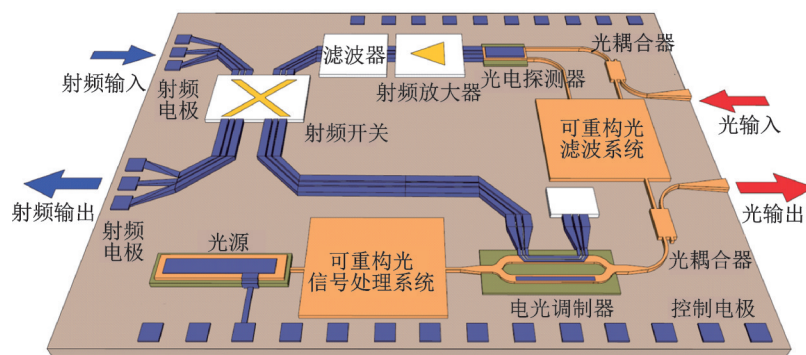 光耦合器
滤波器
射频放大器
光电探测器
射频输入
射频
电极
射频开关
可重构光
滤波系统
光输入
射频输出
射频
电极
光输出
光源
可重构光
信号处理系统
光耦合器
电光调制器
控制电极